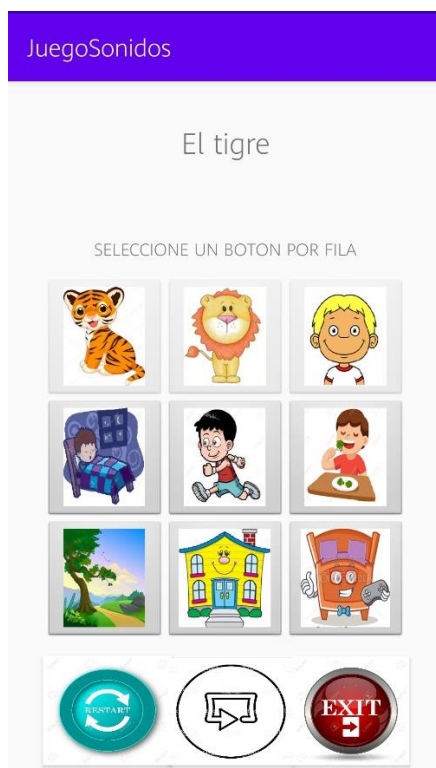 JuegoSonidos
El tigre
SELECCIONE UN BOTON POR FILA
RESTART
EXIT